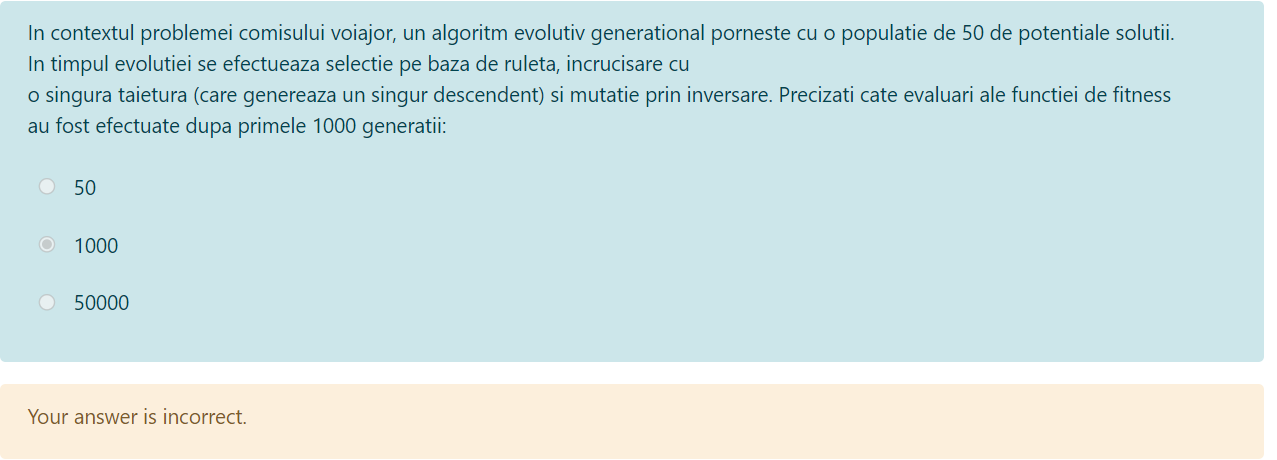 In contextul problemei comisului voiajor, un algoritm evolutiv generational porneste cu o populatie de 50 de potentiale solutii.
In timpul evolutiei se efectueaza selectie pe baza de ruleta, incrucisare cu
o singura taietura (care genereaza un singur descendent) si mutatie prin inversare. Precizati cate evaluari ale functiei de fitness
au fost efectuate dupa primele 1000 generatii:
50
1000
50000
Your answer is incorrect.